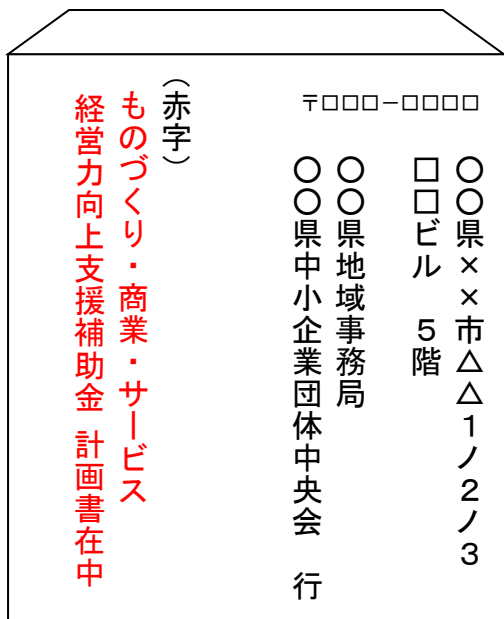 〒□□□－□□□□
○○県××市△△1ノ2ノ3
□□ビル　5階
○○県地域事務局
○○県中小企業団体中央会　行
（赤字）
ものづくり・商業・サービス
経営力向上支援補助金 計画書在中